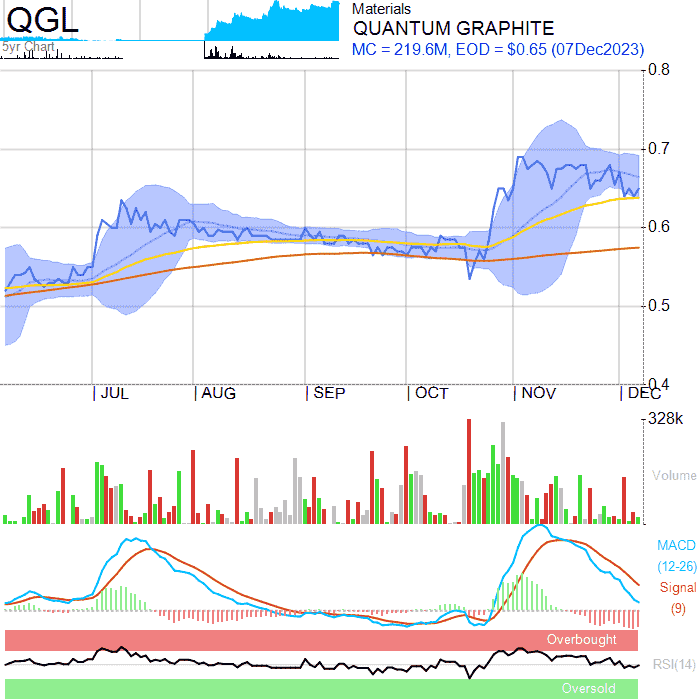 QGL
5yr Chart
Materials
QUANTUM GRAPHITE
MC = 219.6M, EOD = $0.65 (07Dec2023)
0.8
0.7
0.6
0.5
0.4
JUL AUG SEP OCT NOV DEC
328k
Volume
MACD
(12-26)
Signal
(9)
Overbought
RSI(14)
Oversold